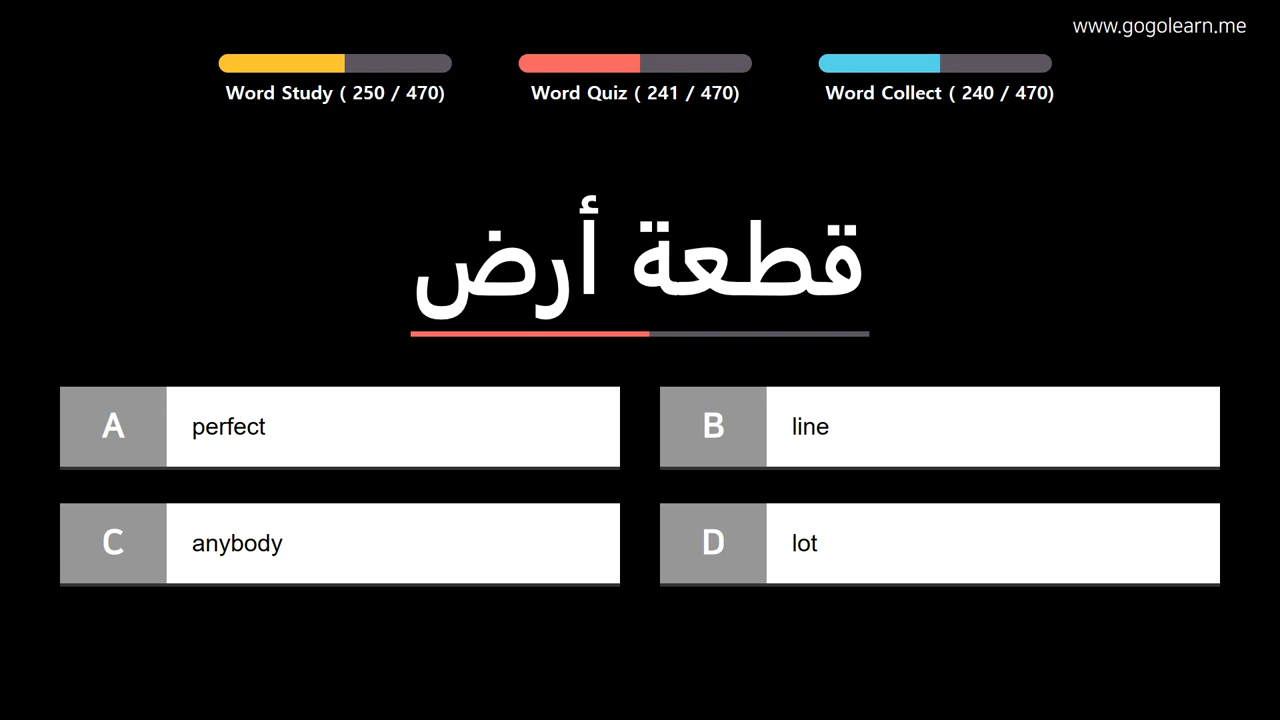 www.gogolearn.me
Word Study ( 250 / 470)
Word Quiz ( 241 / 470)
Word Collect ( 240 / 470)
قطعة أرض
A perfect
B line
C anybody
D lot